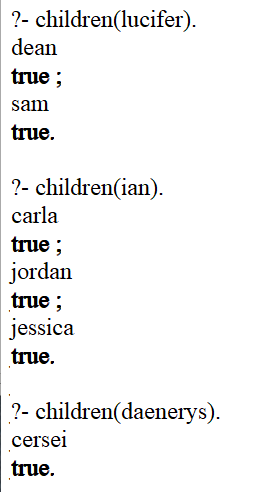 ?- children(lucifer).
dean
true ;
sam
true.
?- children(ian).
carla
true ;
jordan
true ;
jessica
true.
?- children(daenerys).
cersei
true.